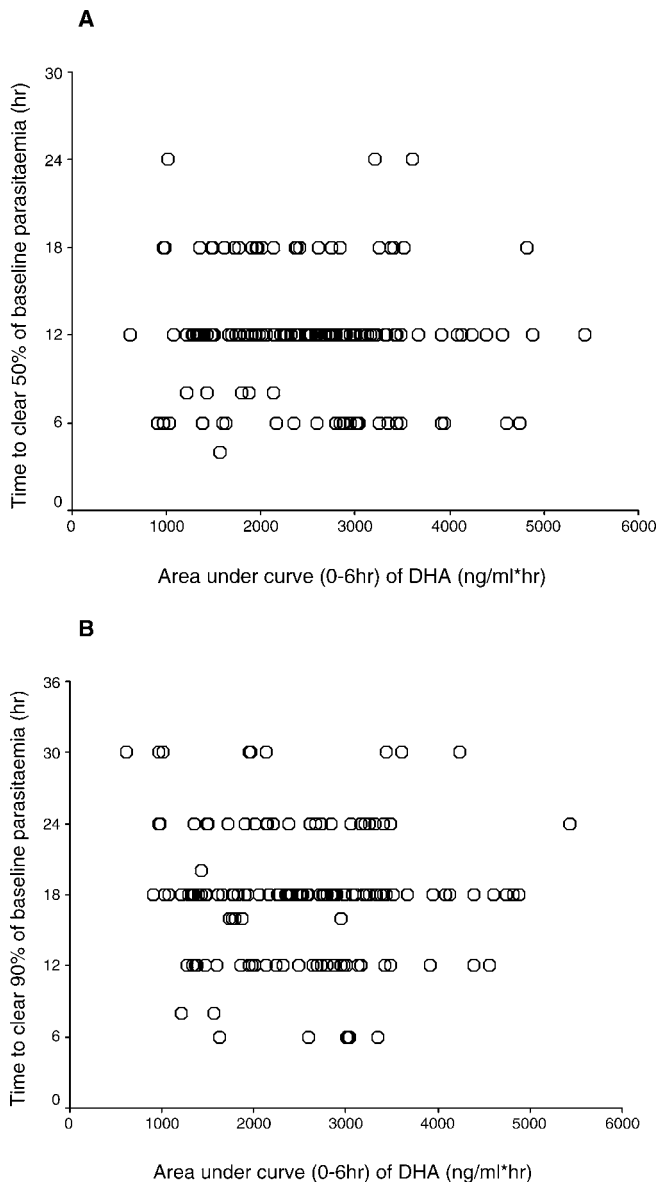 A
Time to clear 50% of baseline parasitaemia (hr)
30
24
18
12
6
0
0 1000 2000 3000 4000 5000 6000
Area under curve (0-6hr) of DHA (ng/ml*hr)
B
Time to clear 90% of baseline parasitaemia (hr)
36
30
24
18
12
6
0
0 1000 2000 3000 4000 5000 6000
Area under curve (0-6hr) of DHA (ng/ml*hr)